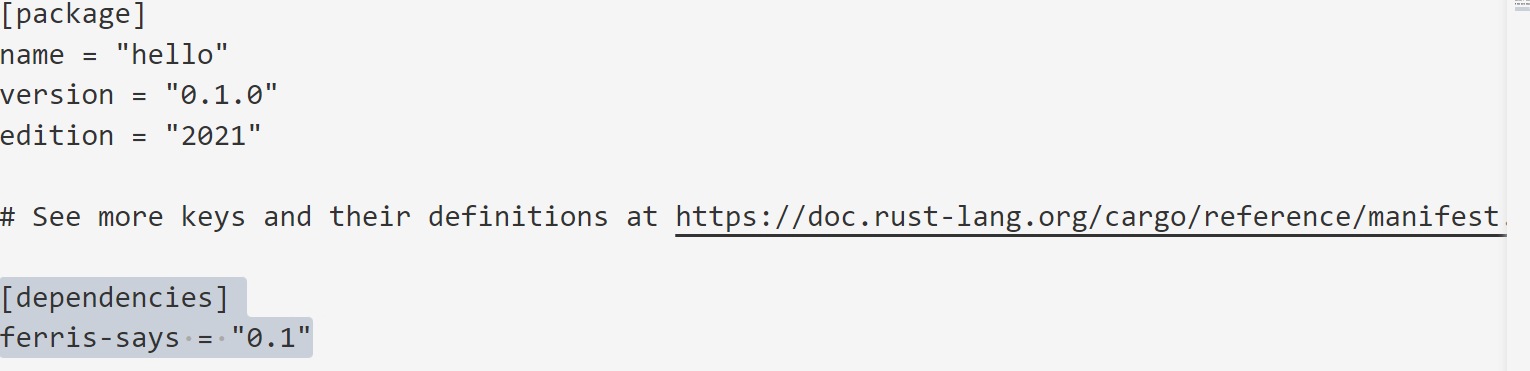 [package]
name = "hello"
version = "0.1.0"
edition = "2021"
# See more keys and their definitions at https://doc.rust-lang.org/cargo/reference/manifest.
[dependencies]
ferris-says = "0.1"